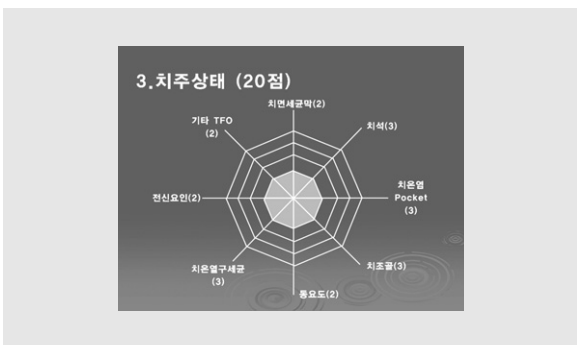 3.치주상태 (20점)
치면세균막(2)
기타 TFO
(2)
치석(3)
전신요인(2)
치은염
Pocket
(3)
치은열구세균
(3)
치조골(3)
동요도(2)